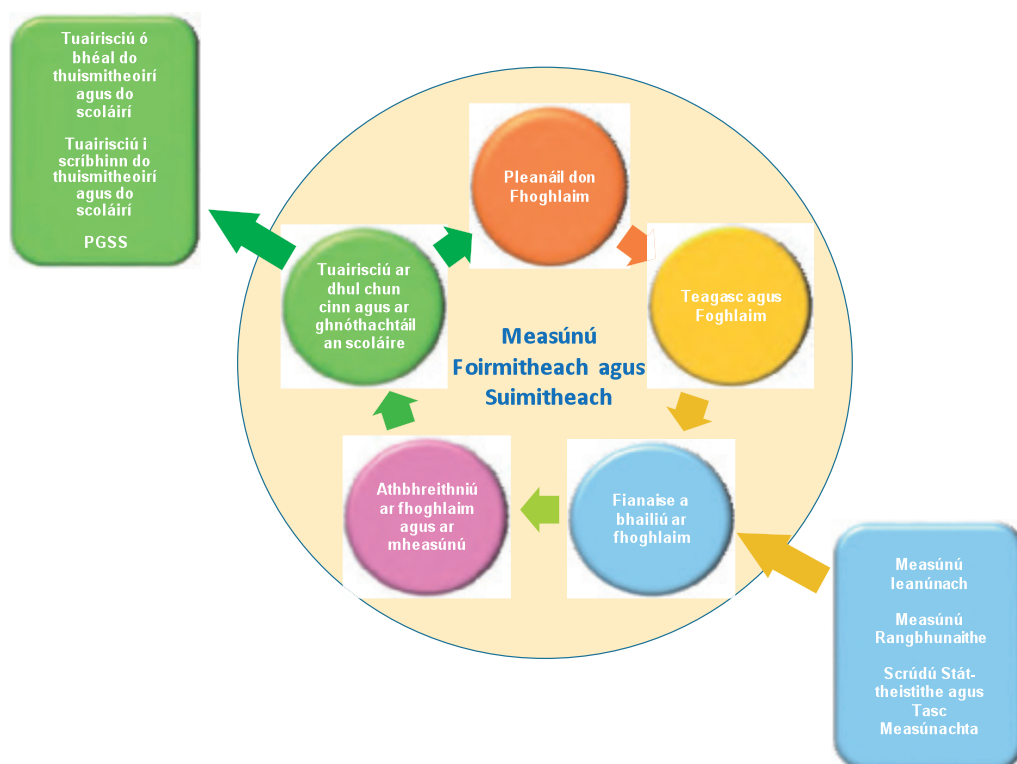 Tuairisciú ó
bhéal do
thuismitheoirí
agus do
scoláirí
Tuairisciú i
scríbhinn do
thuismitheoirí
agus do
scoláirí
PGSS
Pleanáil don
Fhoghlaim
Teagasc agus
Foghlaim
Tuairisciú ar
dhul chun
cinn agus ar
ghnóthachtáil
an scoláire
Measúnú
Foirmitheach agus
Suimitheach
Athbhreithniú
ar fhoghlaim
agus ar
mheasúnú
Fianaise a
bhailiú ar
fhoghlaim
Measúnú
leanúnach
Measúnú
Rangbhunaithe
Scrúdú Stát-
theistithe agus
Tasc
Measúnachta